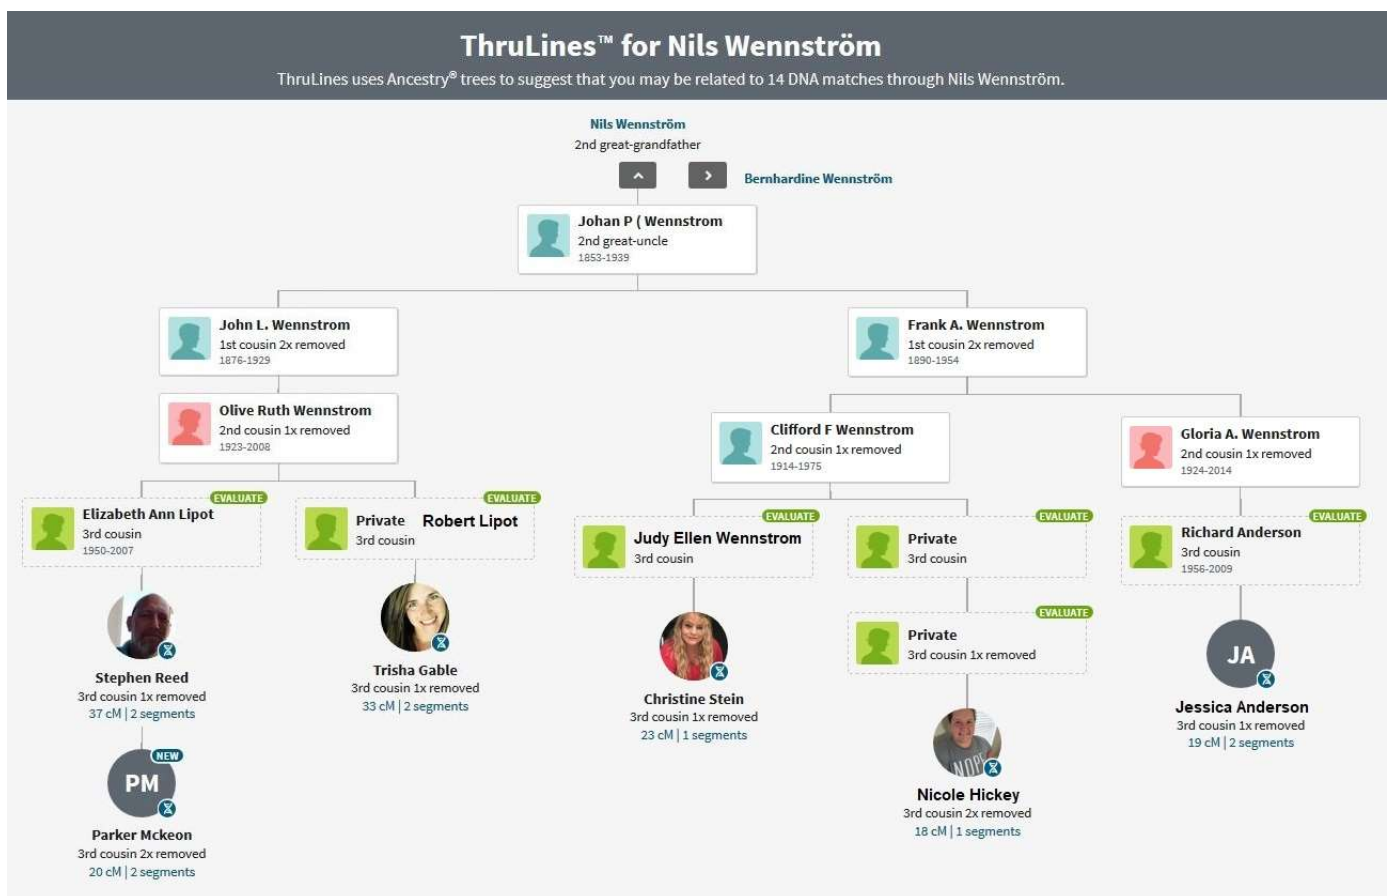 ThruLines™ for Nils Wennström
ThruLines uses Ancestry® trees to suggest that you may be related to 14 DNA matches through Nils Wennström.
Nils Wennström
2nd great-grandfather
Bernhardine Wennström
Johan P ( Wennstrom
2nd great-uncle
1853-1939
John L. Wennstrom
1st cousin 2x removed
1876-1929
Frank A. Wennstrom
1st cousin 2x removed
1890-1954
Olive Ruth Wennstrom
2nd cousin 1x removed
1923-2008
Clifford F Wennstrom
2nd cousin 1x removed
1914-1975
Gloria A. Wennstrom
2nd cousin 1x removed
1924-2014
EVALUATE
Elizabeth Ann Lipot
3rd cousin
1950-2007
EVALUATE
Private Robert Lipot
3rd cousin
EVALUATE
Judy Ellen Wennstrom
3rd cousin
EVALUATE
Private
3rd cousin
EVALUATE
Richard Anderson
3rd cousin
1956-2009
Stephen Reed
3rd cousin 1x removed
37 cM | 2 segments
Trisha Gable
3rd cousin 1x removed
33 cM | 2 segments
Christine Stein
3rd cousin 1x removed
23 cM | 1 segments
EVALUATE
Private
3rd cousin 1x removed
JA
Jessica Anderson
3rd cousin 1x removed
19 cM | 2 segments
NEW
PM
Parker Mckeon
3rd cousin 2x removed
20 cM | 2 segments
NOPE
Nicole Hickey
3rd cousin 2x removed
18 cM | 1 segments